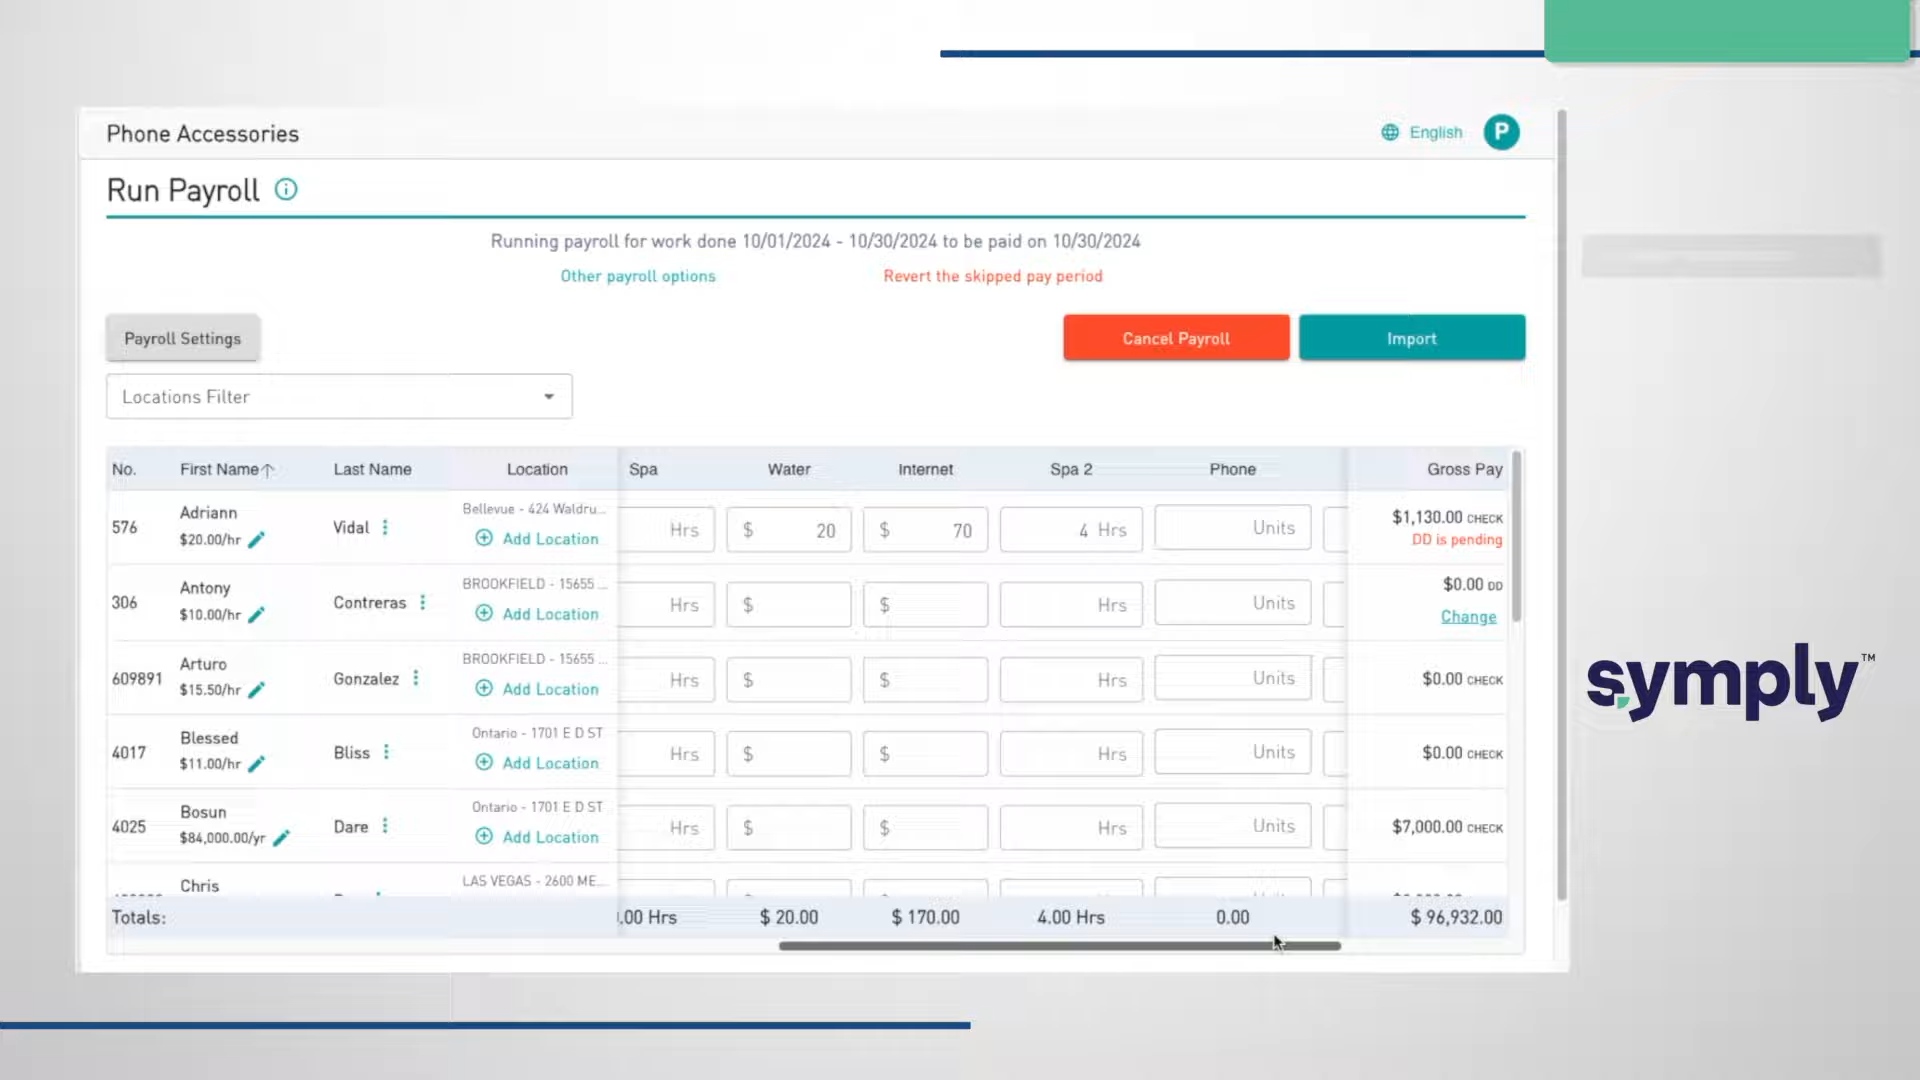 Phone Accessories
English
P
Run Payroll
Running payroll for work done 10/01/2024 - 10/30/2024 to be paid on 10/30/2024
Other payroll options
Revert the skipped pay period
Payroll Settings
Cancel Payroll
Import
Locations Filter
No. First Name Last Name Location Spa Water Internet Spa 2 Phone Gross Pay
576 Adriann $20.00/hr Vidal Bellevue - 424 Waldru... Add Location Hrs $ 20 $ 70 4 Hrs Units $1,130.00 CHECK DD is pending
306 Antony $10.00/hr Contreras BROOKFIELD - 15655 ... Add Location Hrs $ $ Hrs Units $0.00 DD Change
609891 Arturo $15.50/hr Gonzalez BROOKFIELD - 15655 ... Add Location Hrs $ $ Hrs Units $0.00 CHECK
4017 Blessed $11.00/hr Bliss Ontario - 1701 E D ST Add Location Hrs $ $ Hrs Units $0.00 CHECK
4025 Bosun $84,000.00/yr Dare Ontario - 1701 E D ST Add Location Hrs $ $ Hrs Units $7,000.00 CHECK
Chris LAS VEGAS - 2600 ME...
Totals: .00 Hrs $ 20.00 $ 170.00 4.00 Hrs 0.00 $ 96,932.00
symply™